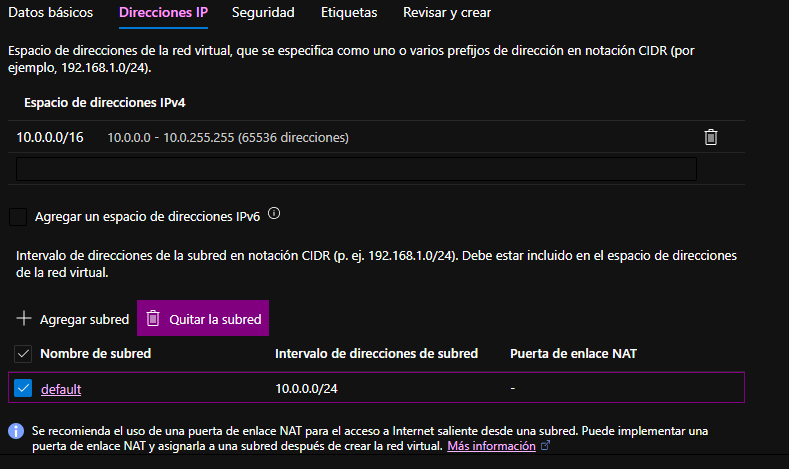 Datos básicos Direcciones IP Seguridad Etiquetas Revisar y crear
Espacio de direcciones de la red virtual, que se especifica como uno o varios prefijos de dirección en notación CIDR (por
ejemplo, 192.168.1.0/24).
Espacio de direcciones IPv4
10.0.0.0/16 10.0.0.0 - 10.0.255.255 (65536 direcciones)
Agregar un espacio de direcciones IPv6
Intervalo de direcciones de la subred en notación CIDR (p. ej. 192.168.1.0/24). Debe estar incluido en el espacio de direcciones
de la red virtual.
Agregar subred Quitar la subred
Nombre de subred Intervalo de direcciones de subred Puerta de enlace NAT
default 10.0.0.0/24 -
Se recomienda el uso de una puerta de enlace NAT para el acceso a Internet saliente desde una subred. Puede implementar una
puerta de enlace NAT y asignarla a una subred después de crear la red virtual. Más información